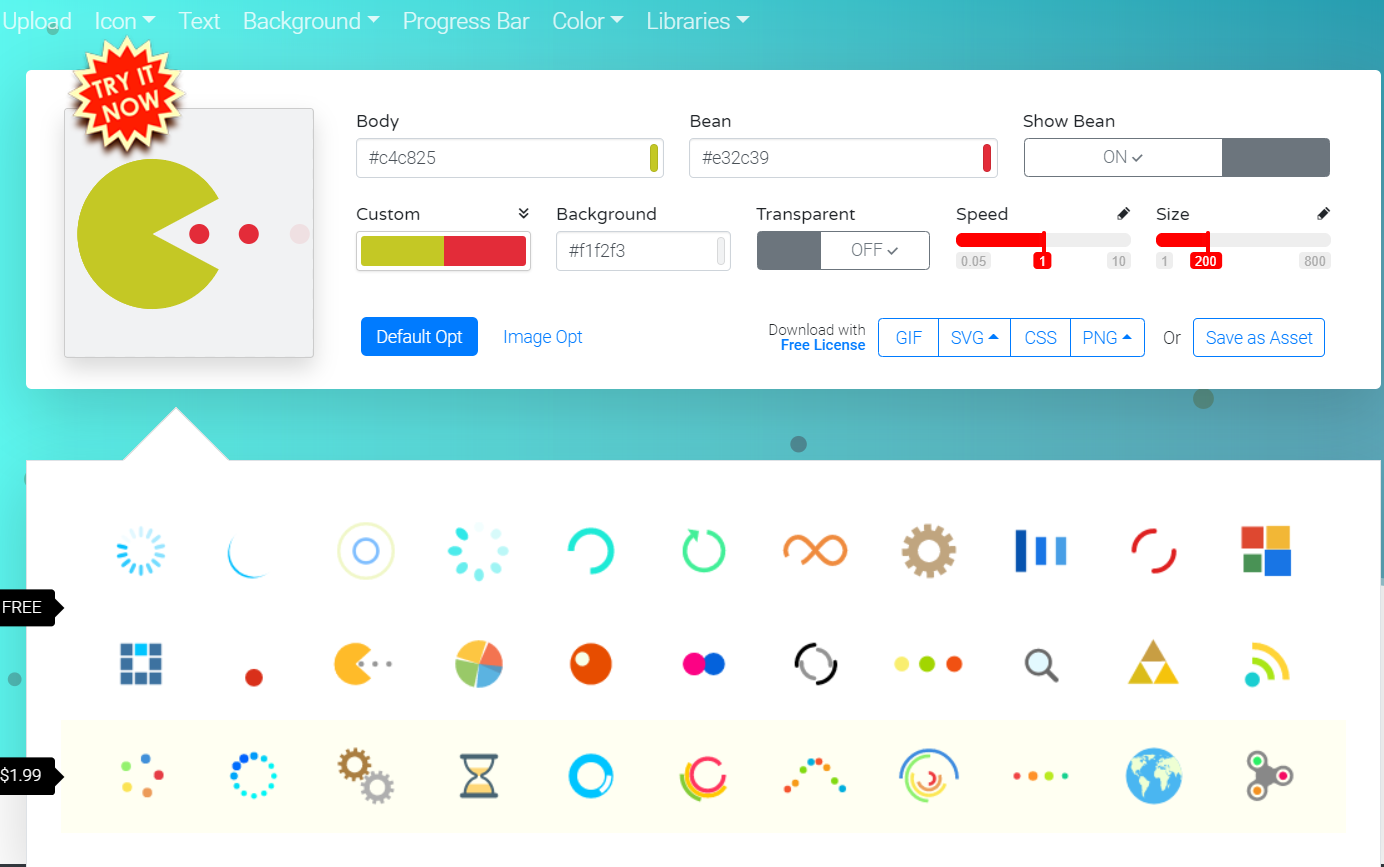 Upload Icon Text Background Progress Bar Color Libraries
TRY IT
NOW
Body Bean Show Bean
#c4c825 #e32c39 ON
Custom Background Transparent Speed Size
#f1f2f3 OFF
0.05 1 10 1 200 800
Default Opt Image Opt
Download with
Free License
GIF SVG CSS PNG Or Save as Asset
FREE
$1.99